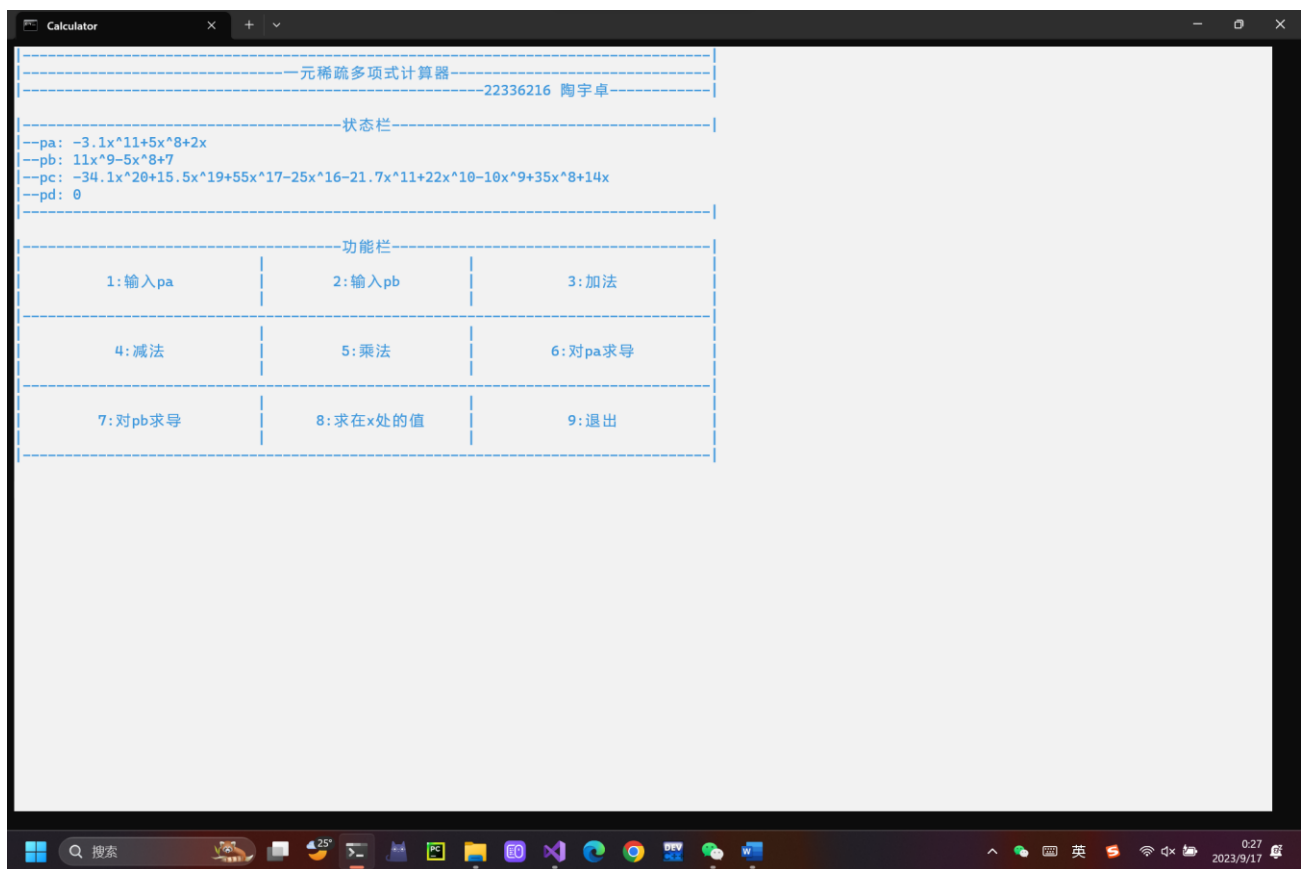 Calculator
|----------------------------------------------------------------------------------|
|-------------------------------一元稀疏多项式计算器-------------------------------|
|-------------------------------------------------------22336216 陶宇卓------------|
|--------------------------------------状态栏--------------------------------------|
|--pa: -3.1x^11+5x^8+2x
|--pb: 11x^9-5x^8+7
|--pc: -34.1x^20+15.5x^19+55x^17-25x^16-21.7x^11+22x^10-10x^9+35x^8+14x
|--pd: 0
|----------------------------------------------------------------------------------|
|--------------------------------------功能栏--------------------------------------|
| 1:输入pa | 2:输入pb | 3:加法 |
|----------------------------------------------------------------------------------|
| 4:减法 | 5:乘法 | 6:对pa求导 |
|----------------------------------------------------------------------------------|
| 7:对pb求导 | 8:求在x处的值 | 9:退出 |
|----------------------------------------------------------------------------------|
搜索 25° PC DEV 英 0:27
2023/9/17